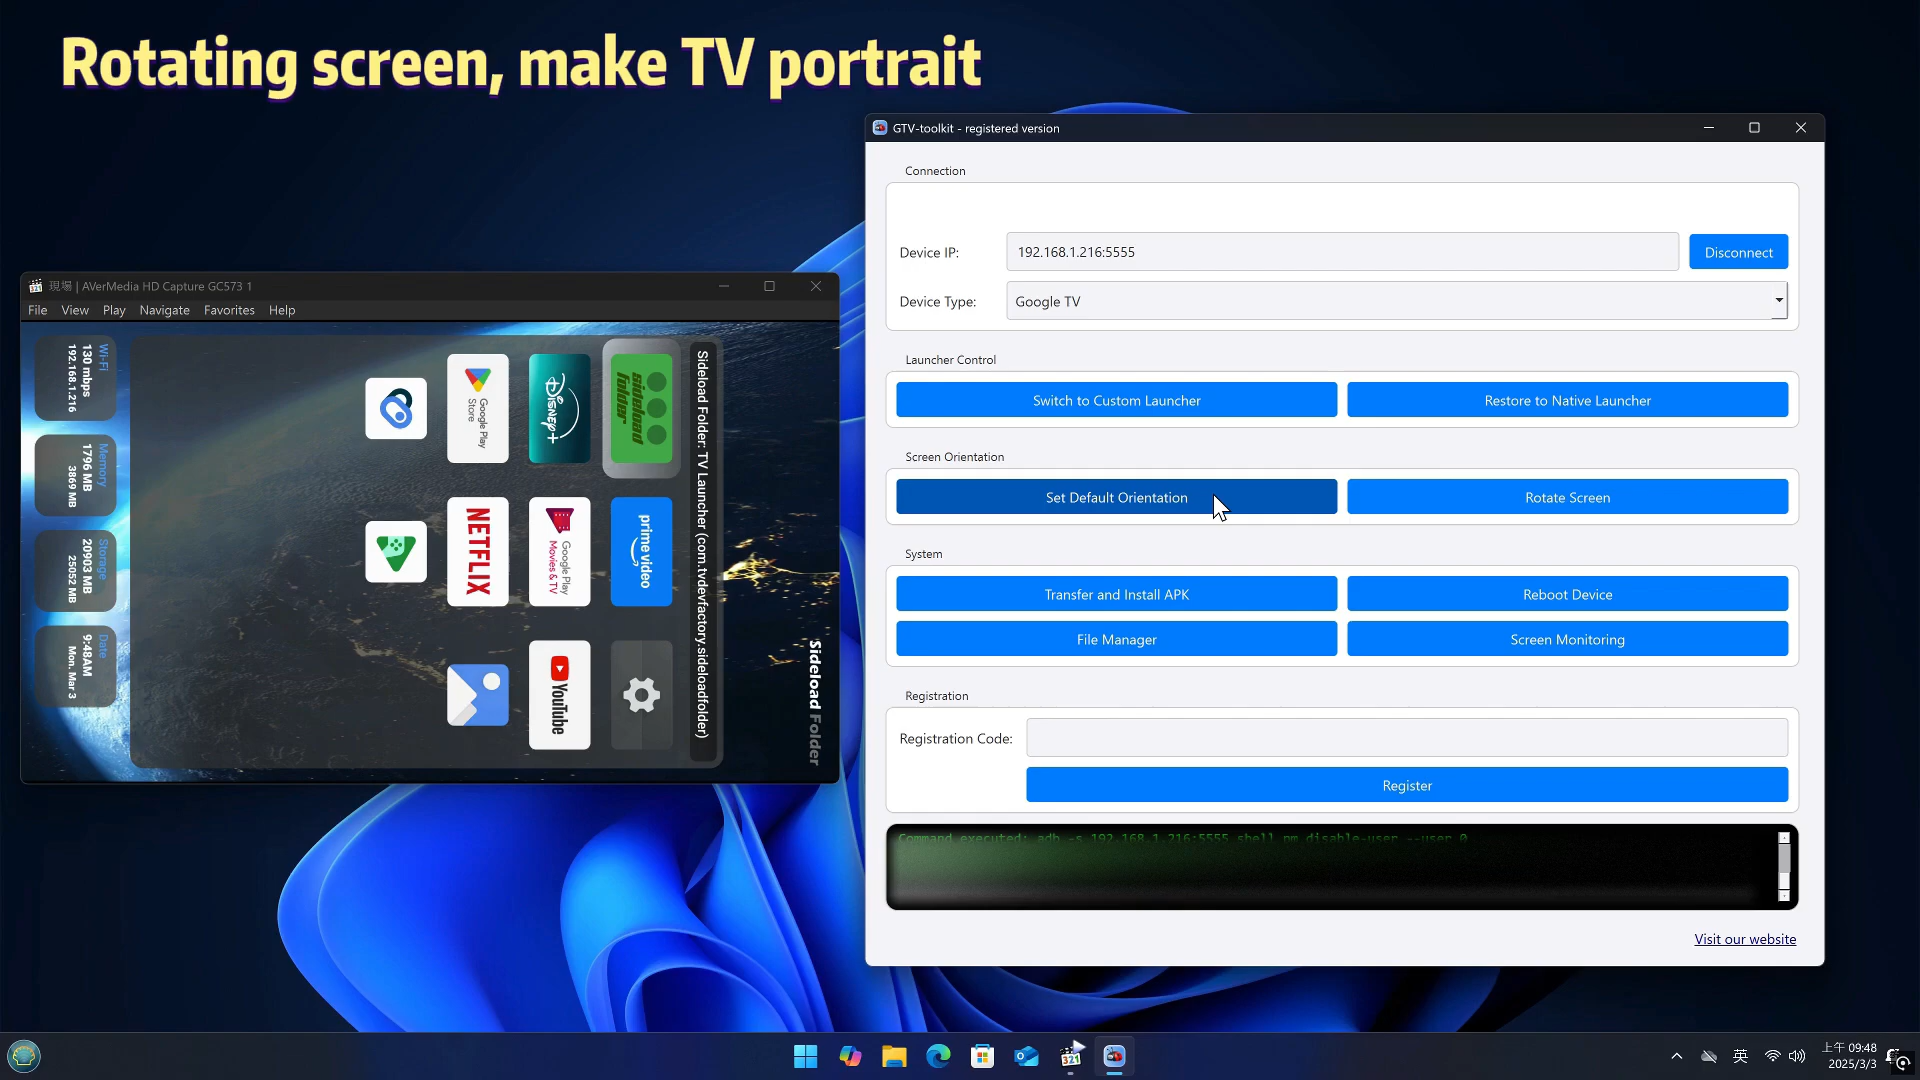 Rotating screen, make TV portrait
GTV-toolkit - registered version
Connection
Device IP:
192.168.1.216:5555
Disconnect
Device Type:
Google TV
Launcher Control
Switch to Custom Launcher
Restore to Native Launcher
Screen Orientation
Set Default Orientation
Rotate Screen
System
Transfer and Install APK
Reboot Device
File Manager
Screen Monitoring
Registration
Registration Code:
Register
Command executed: adb -s 192.168.1.216:5555 shell pm disable-user --user 0
Visit our website
現場 | AVerMedia HD Capture GC573 1
File View Play Navigate Favorites Help
Sideload Folder
Sideload Folder: TV Launcher (com.tvdevfactory.sideloadfolder)
sideload
folder
prime video
Disney+
Google Play
Movies & TV
YouTube
Google Play
Store
NETFLIX
Wi-Fi
130 mbps
192.168.1.216
Memory
1796 MB
3869 MB
Storage
20903 MB
25052 MB
Date
9:48AM
Mon. Mar 3
321
英
上午 09:48
2025/3/3